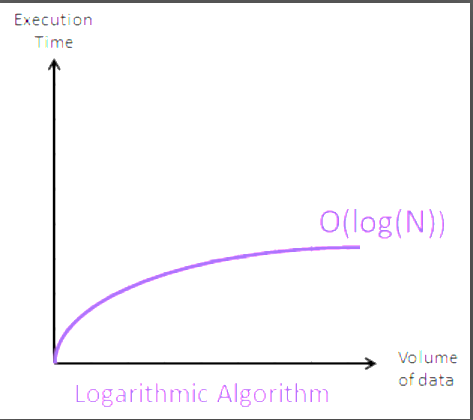 Execution
Time
O(log(N))
Volume
of data
Logarithmic Algorithm